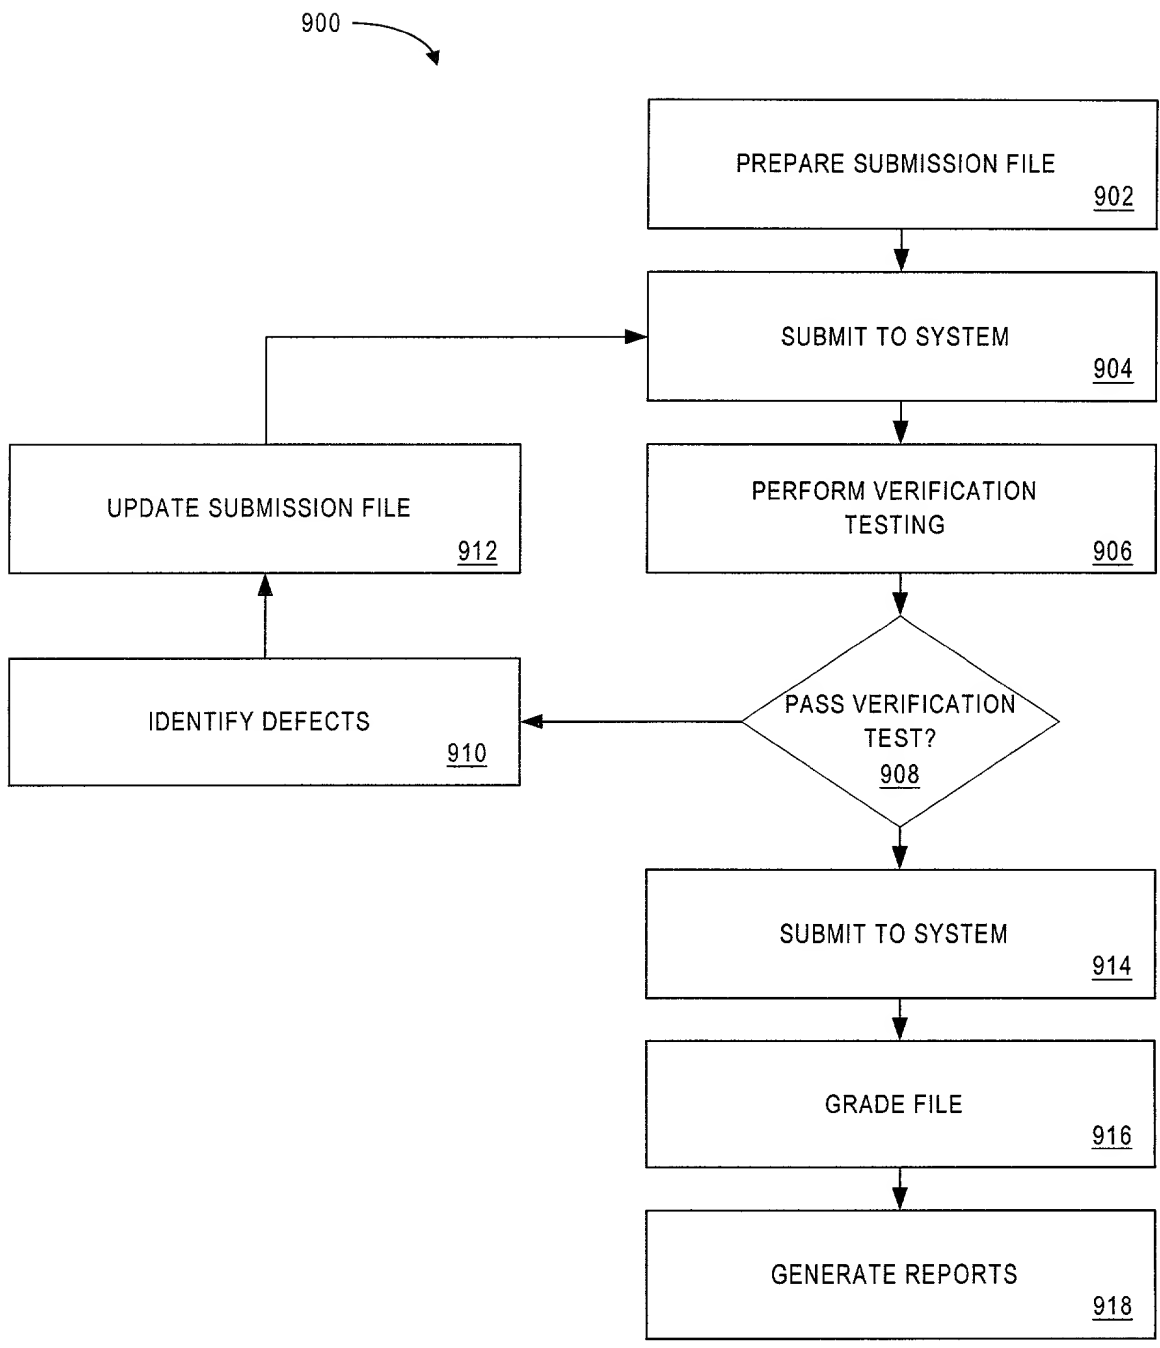 900
PREPARE SUBMISSION FILE
902
SUBMIT TO SYSTEM
904
PERFORM VERIFICATION
TESTING
906
PASS VERIFICATION
TEST?
908
IDENTIFY DEFECTS
910
UPDATE SUBMISSION FILE
912
SUBMIT TO SYSTEM
914
GRADE FILE
916
GENERATE REPORTS
918